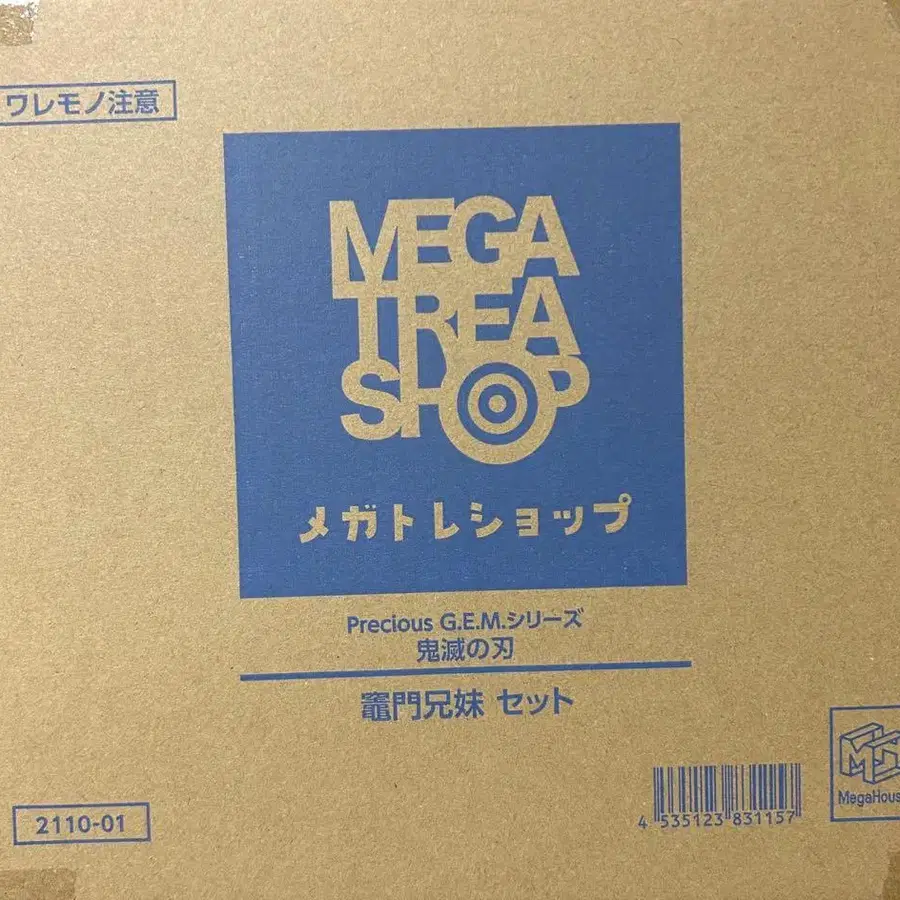 ワレモノ注意
MEGA
TREA
SHOP
メガトレショップ
Precious G.E.M.シリーズ
鬼滅の刃
竈門兄妹 セット
2110-01
4 535123 831157
MegaHous